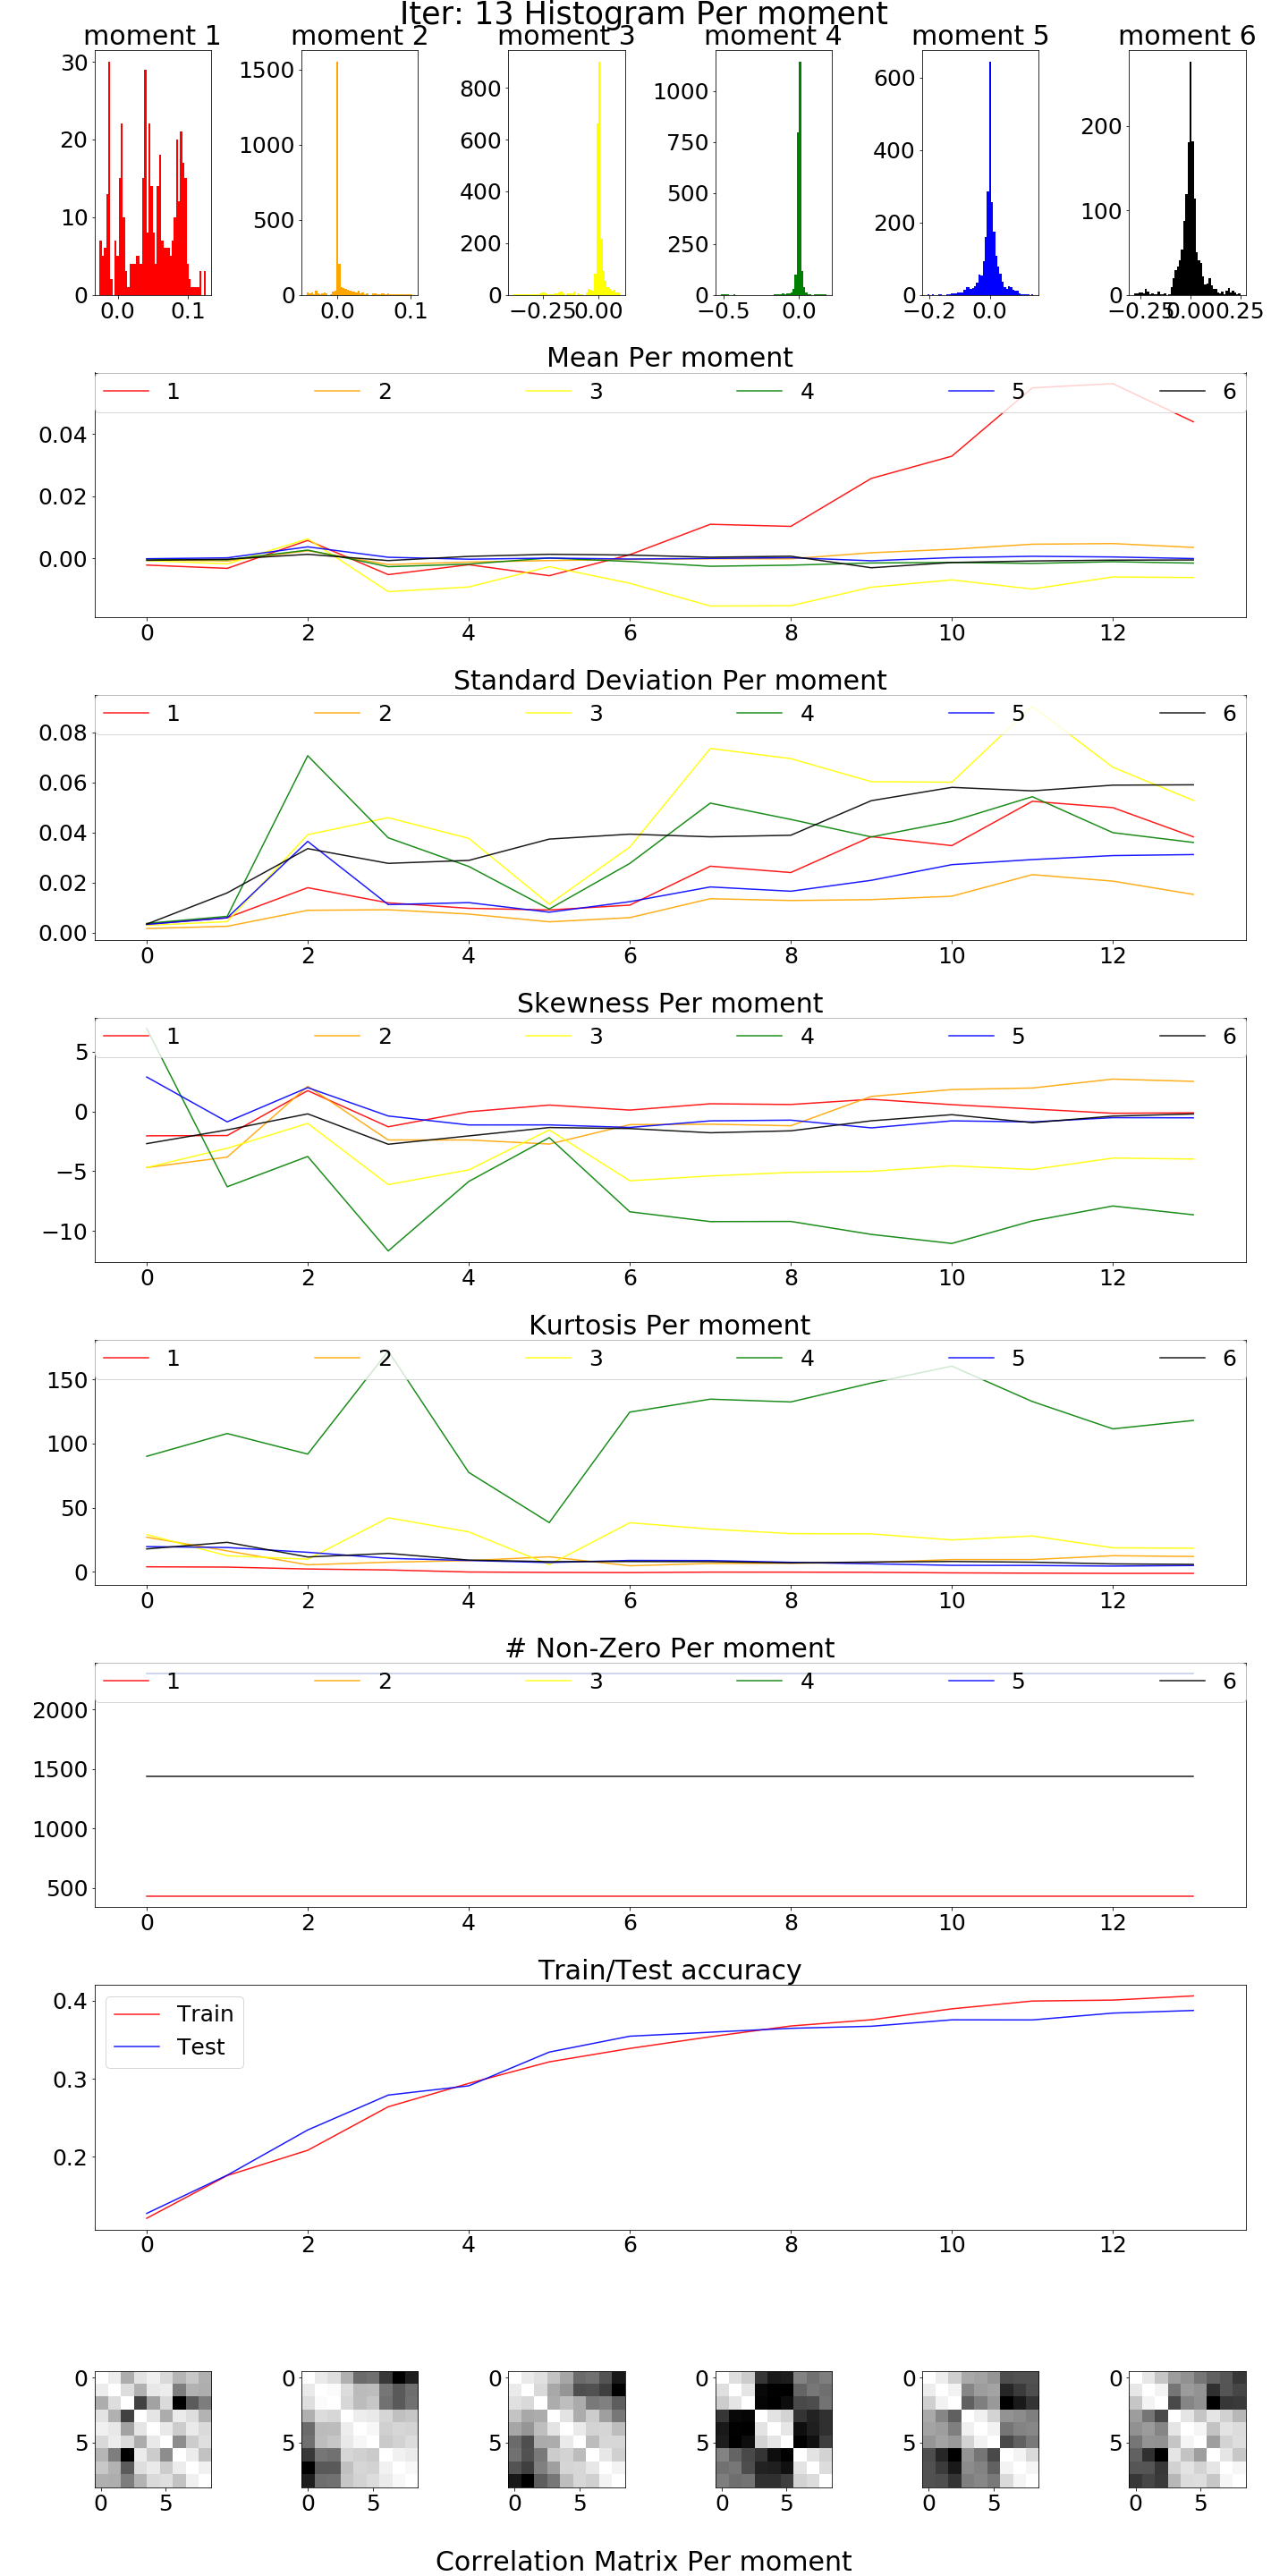 Iter: 13 Histogram Per moment
moment 1 moment 2 moment 3 moment 4 moment 5 moment 6
30 20 10 0 0.0 0.1
1500 1000 500 0 0.0 0.1
800 600 400 200 0 −0.25 0.00
1000 750 500 250 0 −0.5 0.0
600 400 200 0 −0.2 0.0
200 100 0 −0.25 0.00 0.25
Mean Per moment
1 2 3 4 5 6
0.04
0.02
0.00
0 2 4 6 8 10 12
Standard Deviation Per moment
1 2 3 4 5 6
0.08
0.06
0.04
0.02
0.00
0 2 4 6 8 10 12
Skewness Per moment
1 2 3 4 5 6
5
0
−5
−10
0 2 4 6 8 10 12
Kurtosis Per moment
1 2 3 4 5 6
150
100
50
0
0 2 4 6 8 10 12
# Non-Zero Per moment
1 2 3 4 5 6
2000
1500
1000
500
0 2 4 6 8 10 12
Train/Test accuracy
Train
Test
0.4
0.3
0.2
0 2 4 6 8 10 12
0 0 0 0 0 0
5 5 5 5 5 5
0 5 0 5 0 5 0 5 0 5 0 5
Correlation Matrix Per moment